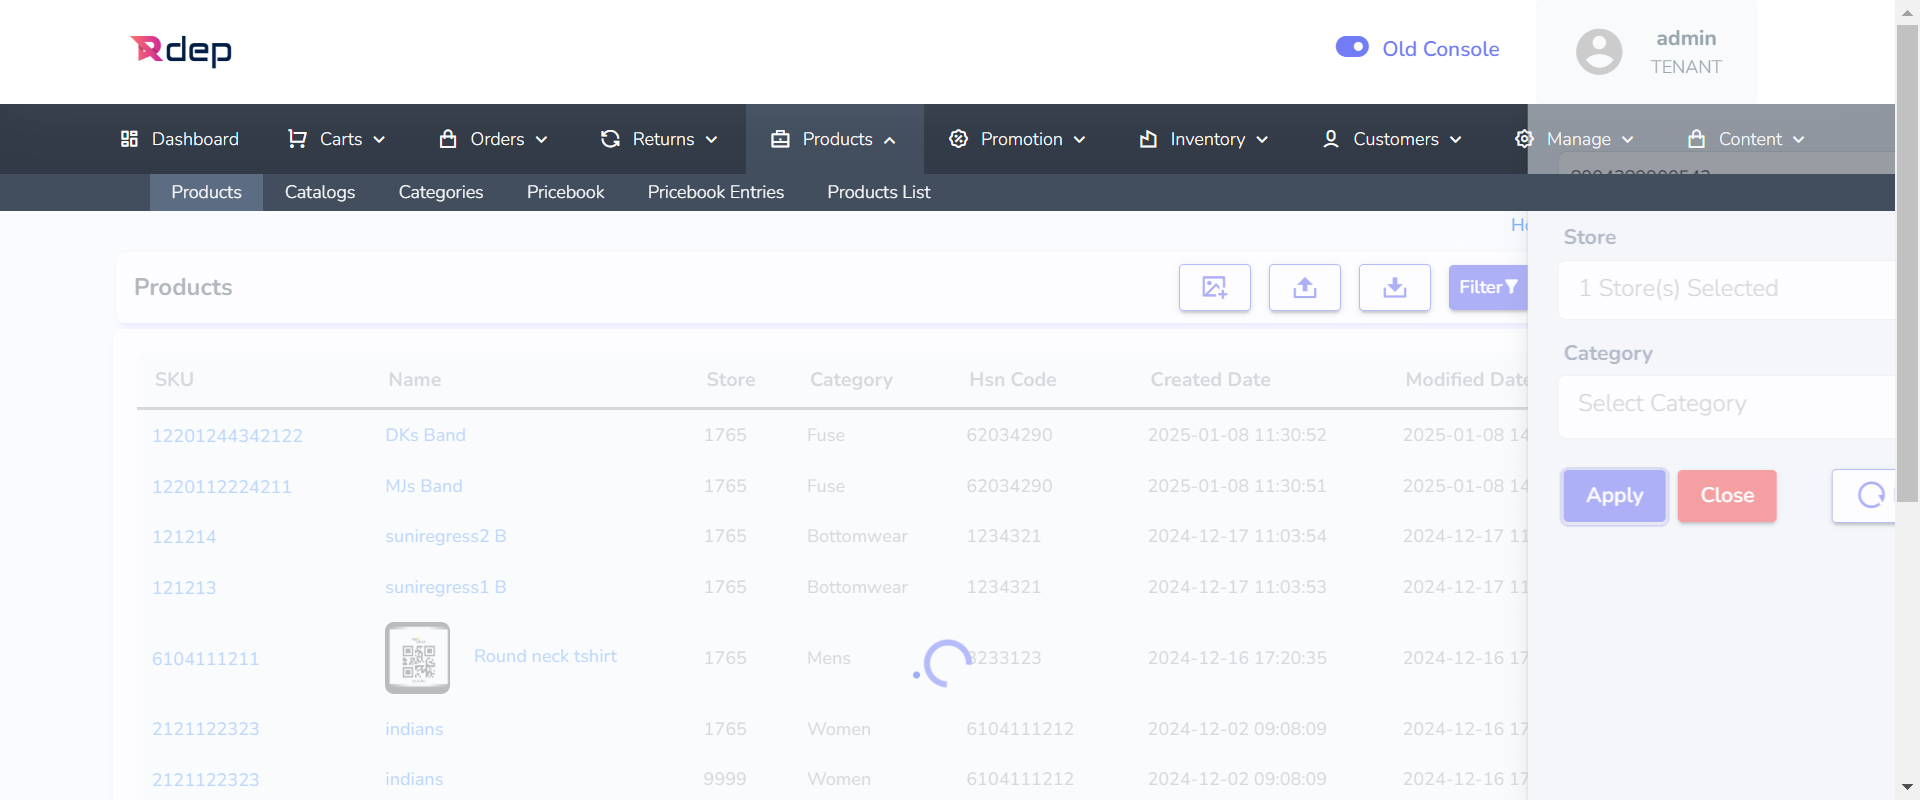 Rdep
Old Console
admin
TENANT
Dashboard Carts Orders Returns Products Promotion Inventory Customers Manage Content
Products Catalogs Categories Pricebook Pricebook Entries Products List
Store
Products
Filter
1 Store(s) Selected
Category
Select Category
Apply Close
SKU Name Store Category Hsn Code Created Date Modified Date
12201244342122 DKs Band 1765 Fuse 62034290 2025-01-08 11:30:52 2025-01-08 14
1220112224211 MJs Band 1765 Fuse 62034290 2025-01-08 11:30:51 2025-01-08 14
121214 suniregress2 B 1765 Bottomwear 1234321 2024-12-17 11:03:54 2024-12-17 11
121213 suniregress1 B 1765 Bottomwear 1234321 2024-12-17 11:03:53 2024-12-17 11
6104111211 Round neck tshirt 1765 Mens 3233123 2024-12-16 17:20:35 2024-12-16 17
2121122323 indians 1765 Women 6104111212 2024-12-02 09:08:09 2024-12-16 17
2121122323 indians 9999 Women 6104111212 2024-12-02 09:08:09 2024-12-16 17